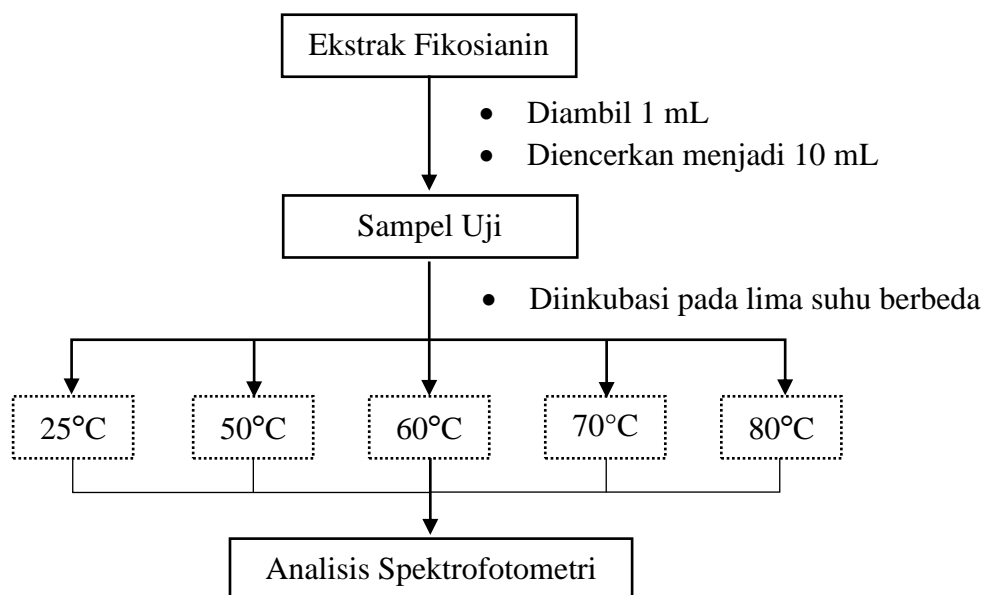 Ekstrak Fikosianin
• Diambil 1 mL
• Diencerkan menjadi 10 mL
Sampel Uji
• Diinkubasi pada lima suhu berbeda
25°C
50°C
60°C
70°C
80°C
Analisis Spektrofotometri